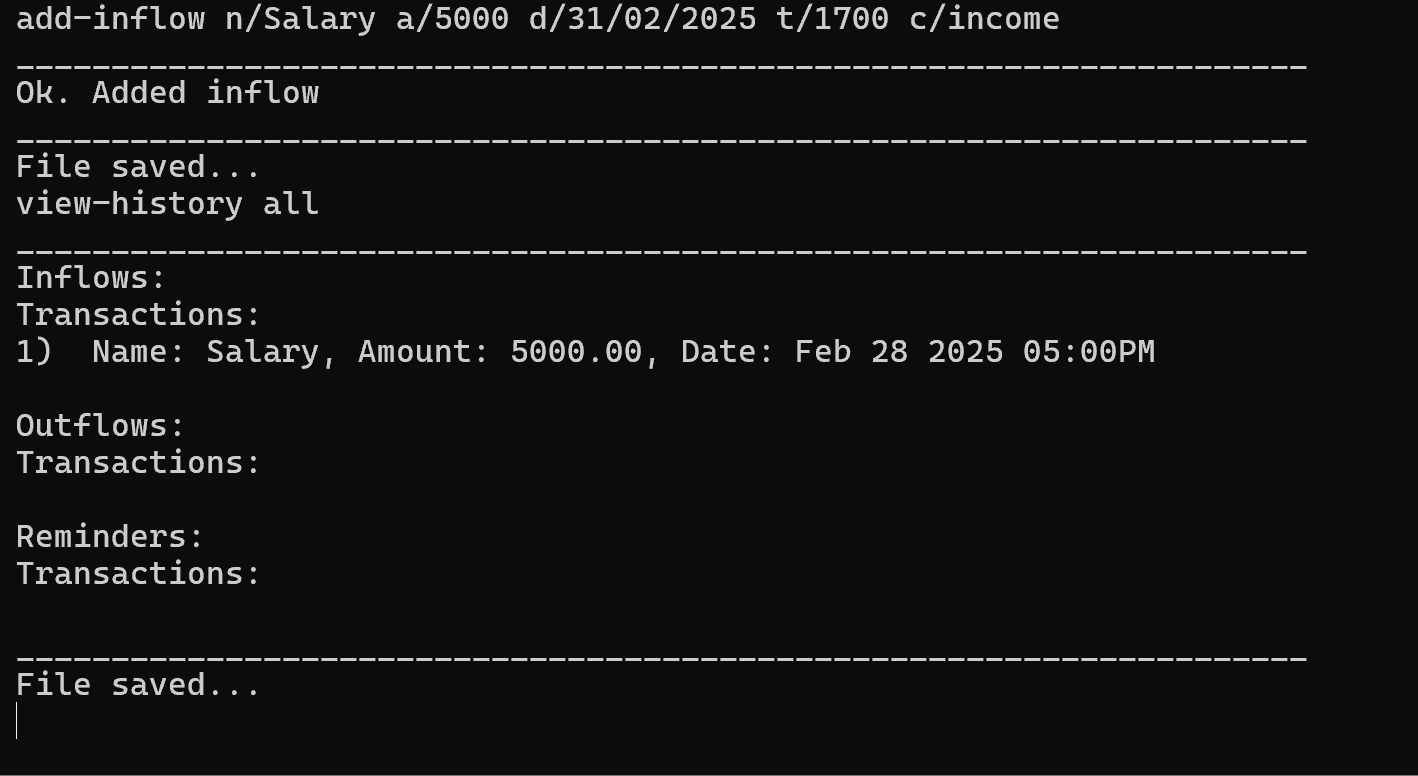 add-inflow n/Salary a/5000 d/31/02/2025 t/1700 c/income
____________________________________________________________________
Ok. Added inflow
____________________________________________________________________
File saved...
view-history all
____________________________________________________________________
Inflows:
Transactions:
1)  Name: Salary, Amount: 5000.00, Date: Feb 28 2025 05:00PM
Outflows:
Transactions:
Reminders:
Transactions:
____________________________________________________________________
File saved...